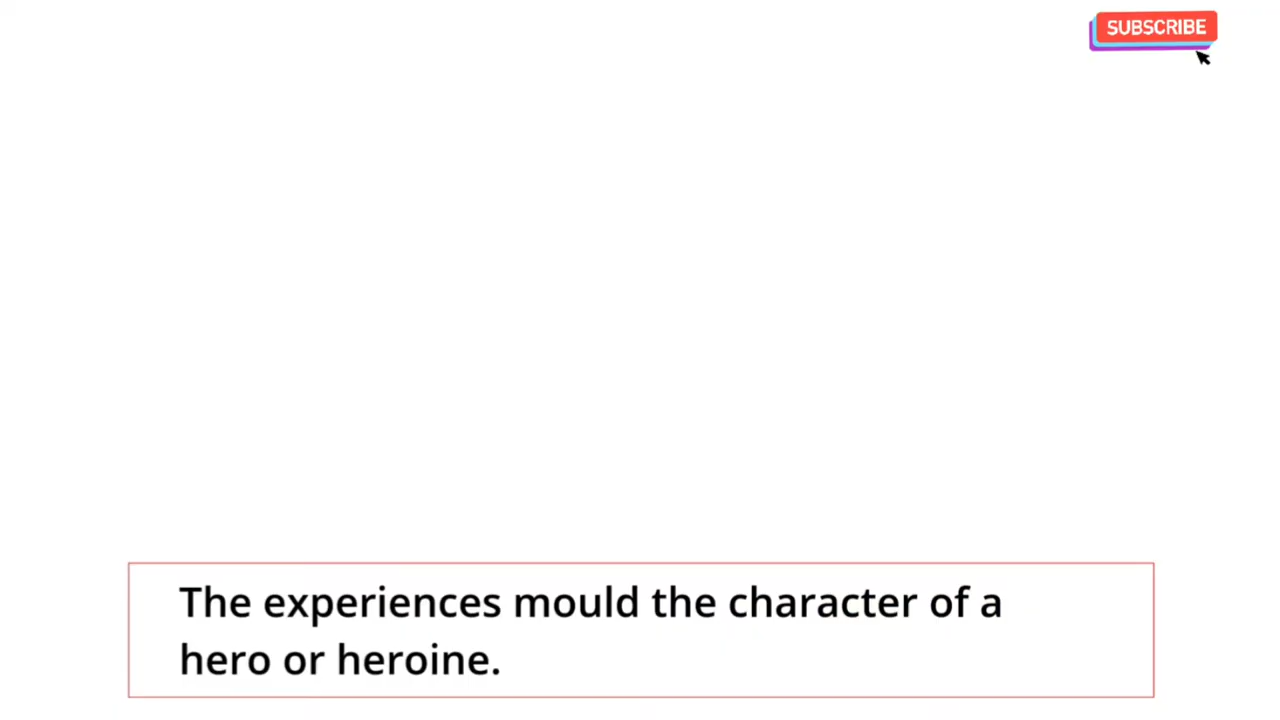 SUBSCRIBE
The experiences mould the character of a
hero or heroine.